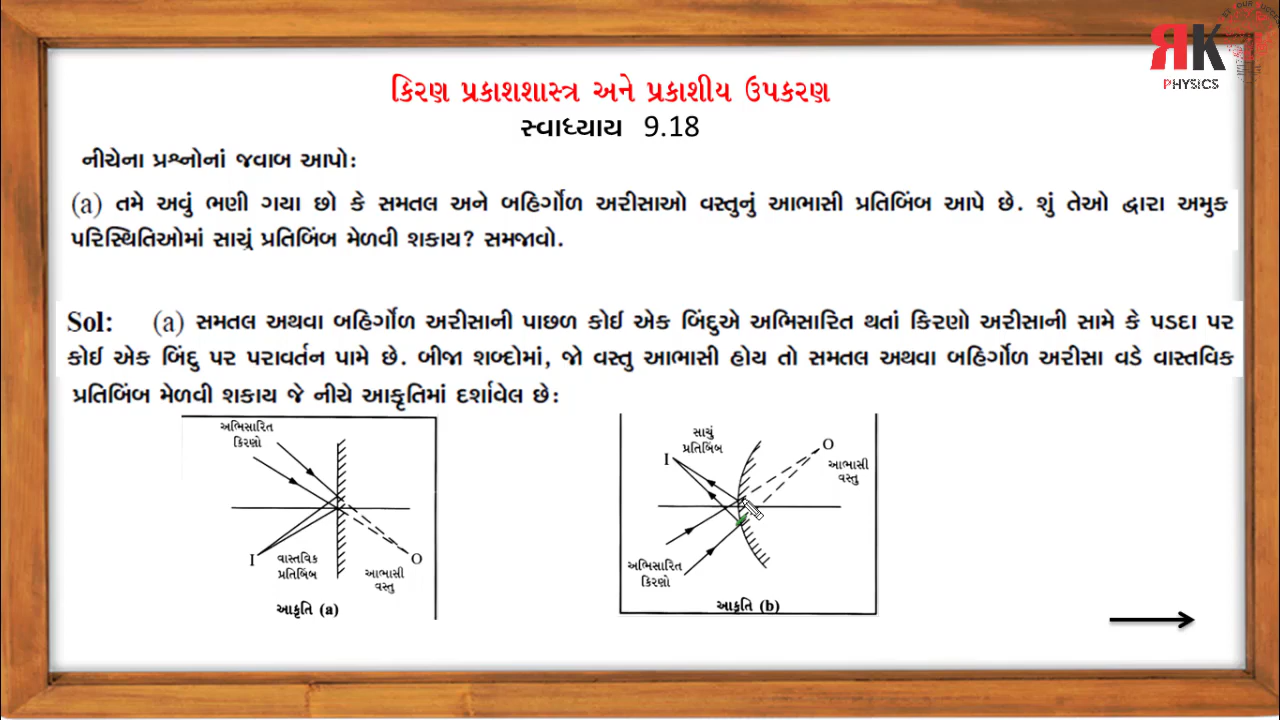 ЯK
PHYSICS
કિરણ પ્રકાશશાસ્ત્ર અને પ્રકાશીય ઉપકરણ
સ્વાધ્યાય 9.18
નીચેના પ્રશ્નોનાં જવાબ આપો:
(a) તમે અવું ભણી ગયા છો કે સમતલ અને બહિર્ગોળ અરીસાઓ વસ્તુનું આભાસી પ્રતિબિંબ આપે છે. શું તેઓ દ્વારા અમુક
પરિસ્થિતિઓમાં સાચું પ્રતિબિંબ મેળવી શકાય? સમજાવો.
Sol: (a) સમતલ અથવા બહિર્ગોળ અરીસાની પાછળ કોઈ એક બિંદુએ અભિસારિત થતાં કિરણો અરીસાની સામે કે પડદા પર
કોઈ એક બિંદુ પર પરાવર્તન પામે છે. બીજા શબ્દોમાં, જો વસ્તુ આભાસી હોય તો સમતલ અથવા બહિર્ગોળ અરીસા વડે વાસ્તવિક
પ્રતિબિંબ મેળવી શકાય જે નીચે આકૃતિમાં દર્શાવેલ છે:
અભિસારિત
કિરણો
I
વાસ્તવિક
પ્રતિબિંબ
O
આભાસી
વસ્તુ
આકૃતિ (a)
સાચું
પ્રતિબિંબ
I
O
આભાસી
વસ્તુ
અભિસારિત
કિરણો
આકૃતિ (b)